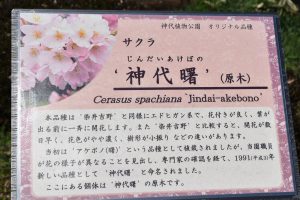 神代植物公園 オリジナル品種
サクラ
じんだいあけぼの
‘神代曙’(原木)
Cerasus spachiana ‘Jindai-akebono’
本品種は‘染井吉野’と同様にエドヒガン系で、花付きが良く、葉が
出る前に一斉に開花します。また‘染井吉野’と比較すると、開花が数
日早く、花色がやや濃く、樹形が小振りなどの違いがあります。
当初は‘アケボノ(曙)’という品種として植栽されましたが、当園職員
が花の様子が異なることを見出し、専門家の確認を経て、1991(平成3)年
新しい品種として‘神代曙’と命名されました。
ここにある個体は‘神代曙’の原木です。